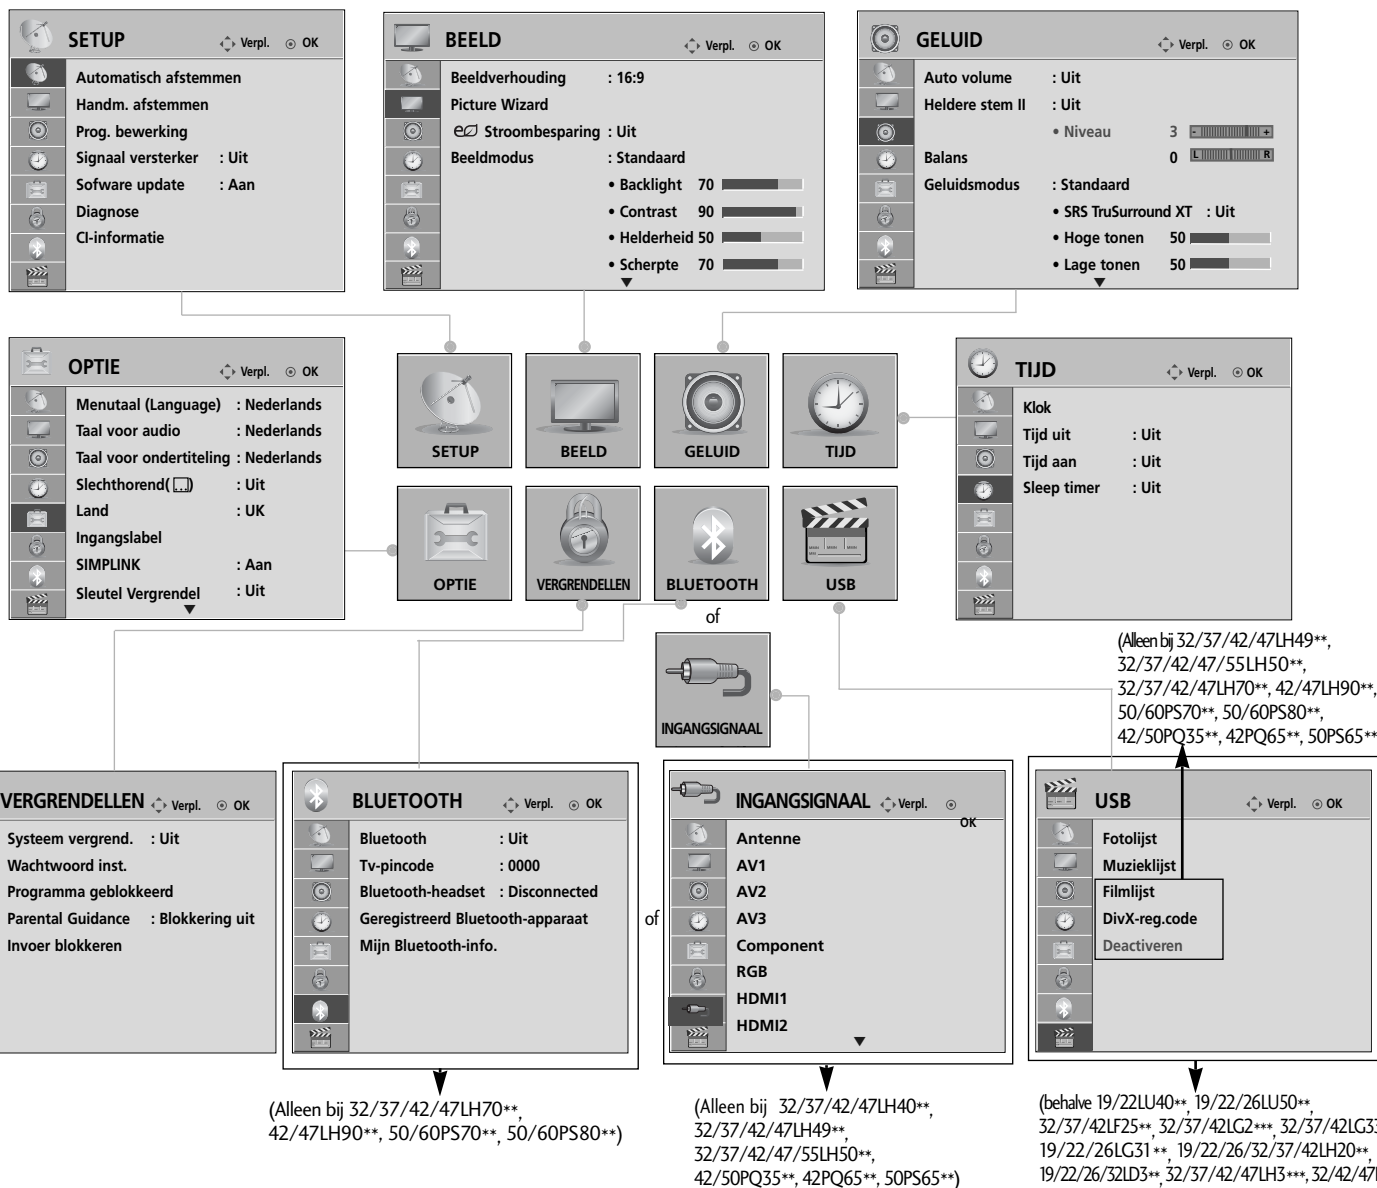 SETUP Verpl. OK
Automatisch afstemmen
Handm. afstemmen
Prog. bewerking
Signaal versterker : Uit
Sofware update : Aan
Diagnose
CI-informatie
BEELD Verpl. OK
Beeldverhouding : 16:9
Picture Wizard
eco Stroombesparing : Uit
Beeldmodus : Standaard
• Backlight 70
• Contrast 90
• Helderheid 50
• Scherpte 70
GELUID Verpl. OK
Auto volume : Uit
Heldere stem II : Uit
• Niveau 3 - +
Balans 0 L R
Geluidsmodus : Standaard
• SRS TruSurround XT : Uit
• Hoge tonen 50
• Lage tonen 50
OPTIE Verpl. OK
Menutaal (Language) : Nederlands
Taal voor audio : Nederlands
Taal voor ondertiteling : Nederlands
Slechthorend( ) : Uit
Land : UK
Ingangslabel
SIMPLINK : Aan
Sleutel Vergrendel : Uit
SETUP
BEELD
GELUID
TIJD
OPTIE
VERGRENDELLEN
BLUETOOTH
USB
of
INGANGSIGNAAL
TIJD Verpl. OK
Klok
Tijd uit : Uit
Tijd aan : Uit
Sleep timer : Uit
(Alleen bij 32/37/42/47LH49**,
32/37/42/47/55LH50**,
32/37/42/47LH70**, 42/47LH90**,
50/60PS70**, 50/60PS80**,
42/50PQ35**, 42PQ65**, 50PS65**
VERGRENDELLEN Verpl. OK
Systeem vergrend. : Uit
Wachtwoord inst.
Programma geblokkeerd
Parental Guidance : Blokkering uit
Invoer blokkeren
BLUETOOTH Verpl. OK
Bluetooth : Uit
Tv-pincode : 0000
Bluetooth-headset : Disconnected
Geregistreerd Bluetooth-apparaat
Mijn Bluetooth-info.
of
INGANGSIGNAAL Verpl. OK
Antenne
AV1
AV2
AV3
Component
RGB
HDMI1
HDMI2
USB Verpl. OK
Fotolijst
Muzieklijst
Filmlijst
DivX-reg.code
Deactiveren
(Alleen bij 32/37/42/47LH70**,
42/47LH90**, 50/60PS70**, 50/60PS80**)
(Alleen bij 32/37/42/47LH40**,
32/37/42/47LH49**,
32/37/42/47/55LH50**,
42/50PQ35**, 42PQ65**, 50PS65**)
(behalve 19/22LU40**, 19/22/26LU50**,
32/37/42LF25**, 32/37/42LG2***, 32/37/42LG33
19/22/26LG31**, 19/22/26/32/37/42LH20**,
19/22/26/32LD3**, 32/37/42/47LH3***, 32/42/47L